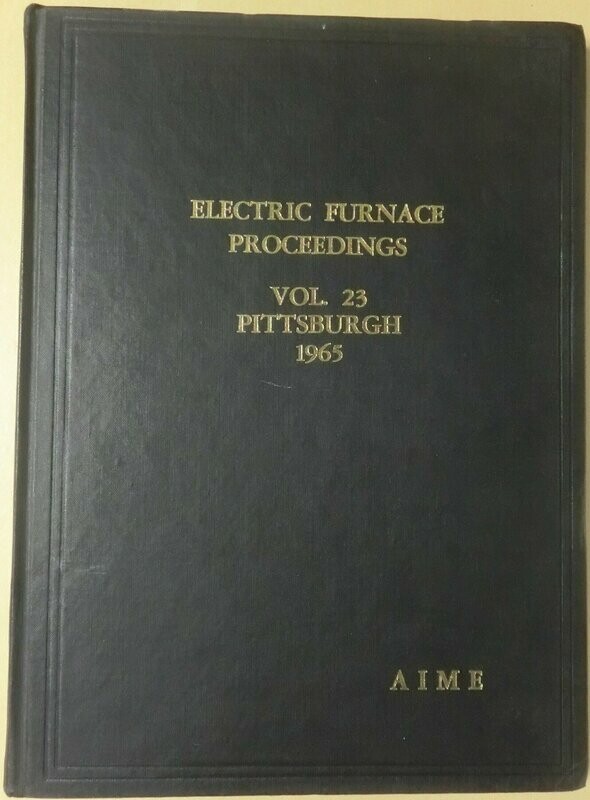 ELECTRIC FURNACE
PROCEEDINGS
VOL. 23
PITTSBURGH
1965
AIME